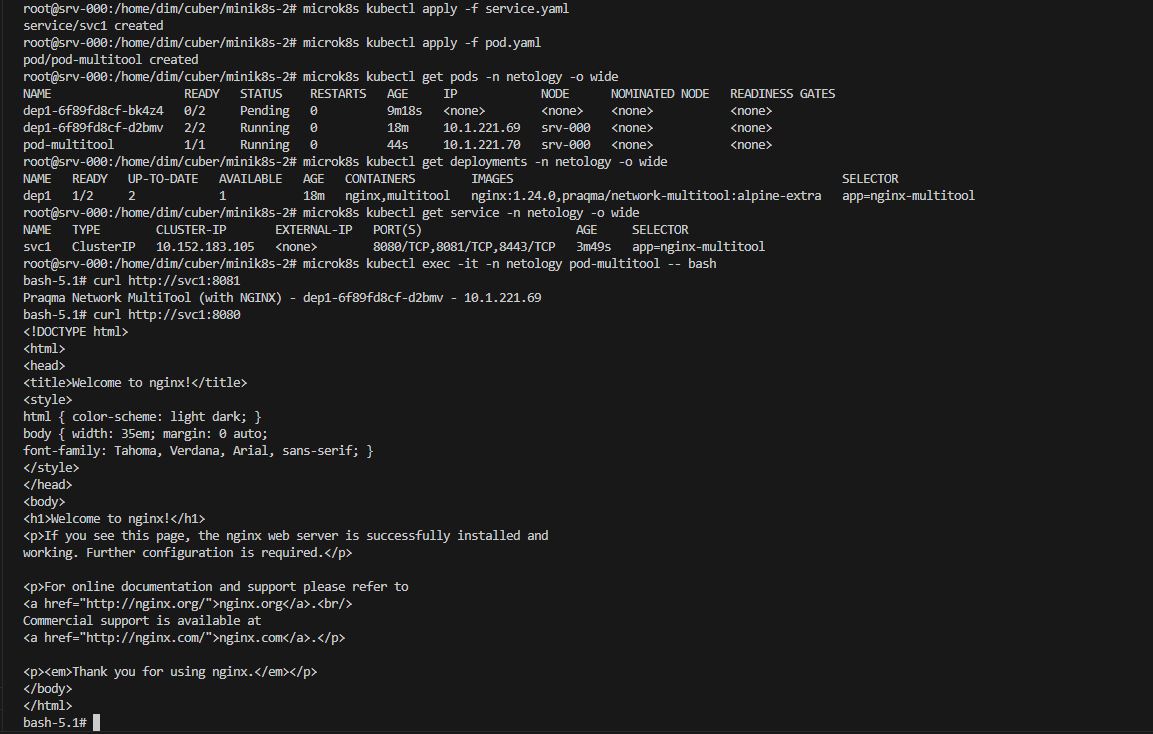 root@srv-000:/home/dim/cuber/minik8s-2# microk8s kubectl apply -f service.yaml
service/svc1 created
root@srv-000:/home/dim/cuber/minik8s-2# microk8s kubectl apply -f pod.yaml
pod/pod-multitool created
root@srv-000:/home/dim/cuber/minik8s-2# microk8s kubectl get pods -n netology -o wide
NAME                    READY   STATUS    RESTARTS   AGE     IP            NODE      NOMINATED NODE   READINESS GATES
dep1-6f89fd8cf-bk4z4   0/2     Pending   0          9m18s   <none>        <none>    <none>           <none>
dep1-6f89fd8cf-d2bmv   2/2     Running   0          18m     10.1.221.69   srv-000   <none>           <none>
pod-multitool          1/1     Running   0          44s     10.1.221.70   srv-000   <none>           <none>
root@srv-000:/home/dim/cuber/minik8s-2# microk8s kubectl get deployments -n netology -o wide
NAME   READY   UP-TO-DATE   AVAILABLE   AGE   CONTAINERS        IMAGES                                              SELECTOR
dep1   1/2     2            1           18m   nginx,multitool   nginx:1.24.0,praqma/network-multitool:alpine-extra   app=nginx-multitool
root@srv-000:/home/dim/cuber/minik8s-2# microk8s kubectl get service -n netology -o wide
NAME   TYPE        CLUSTER-IP       EXTERNAL-IP   PORT(S)                      AGE     SELECTOR
svc1   ClusterIP   10.152.183.105   <none>        8080/TCP,8081/TCP,8443/TCP   3m49s   app=nginx-multitool
root@srv-000:/home/dim/cuber/minik8s-2# microk8s kubectl exec -it -n netology pod-multitool -- bash
bash-5.1# curl http://svc1:8081
Praqma Network MultiTool (with NGINX) - dep1-6f89fd8cf-d2bmv - 10.1.221.69
bash-5.1# curl http://svc1:8080
<!DOCTYPE html>
<html>
<head>
<title>Welcome to nginx!</title>
<style>
html { color-scheme: light dark; }
body { width: 35em; margin: 0 auto;
font-family: Tahoma, Verdana, Arial, sans-serif; }
</style>
</head>
<body>
<h1>Welcome to nginx!</h1>
<p>If you see this page, the nginx web server is successfully installed and
working. Further configuration is required.</p>

<p>For online documentation and support please refer to
<a href="http://nginx.org/">nginx.org</a>.<br/>
Commercial support is available at
<a href="http://nginx.com/">nginx.com</a>.</p>

<p><em>Thank you for using nginx.</em></p>
</body>
</html>
bash-5.1#